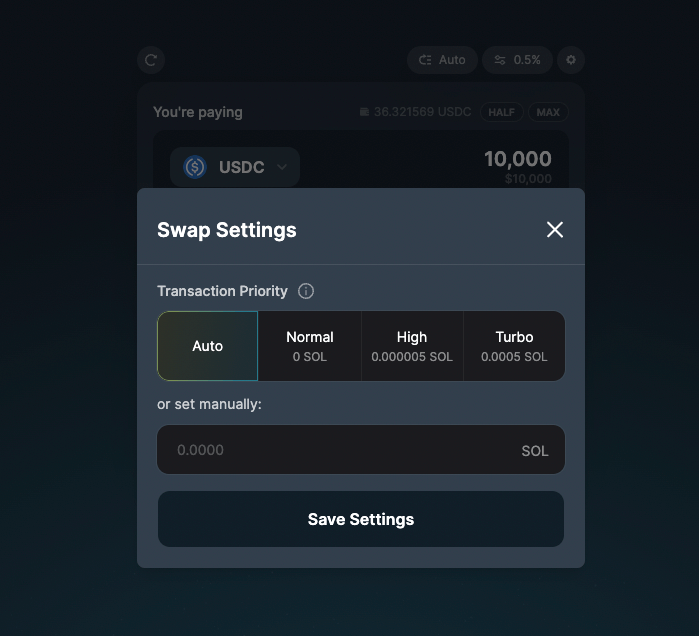 Auto
0.5%
You're paying
36.321569 USDC
HALF
MAX
USDC
10,000
$10,000
Swap Settings
Transaction Priority
Auto
Normal
0 SOL
High
0.000005 SOL
Turbo
0.0005 SOL
or set manually:
0.0000
SOL
Save Settings